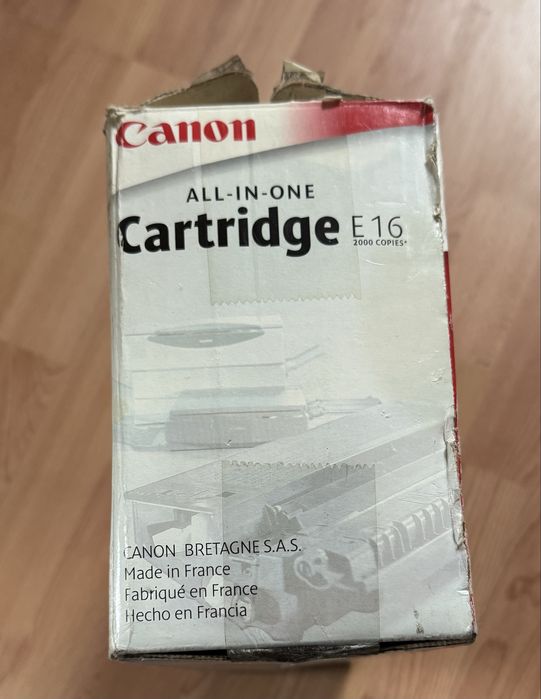 Canon
ALL-IN-ONE
Cartridge E16
2000 COPIES*
CANON BRETAGNE S.A.S.
Made in France
Fabriqué en France
Hecho en Francia